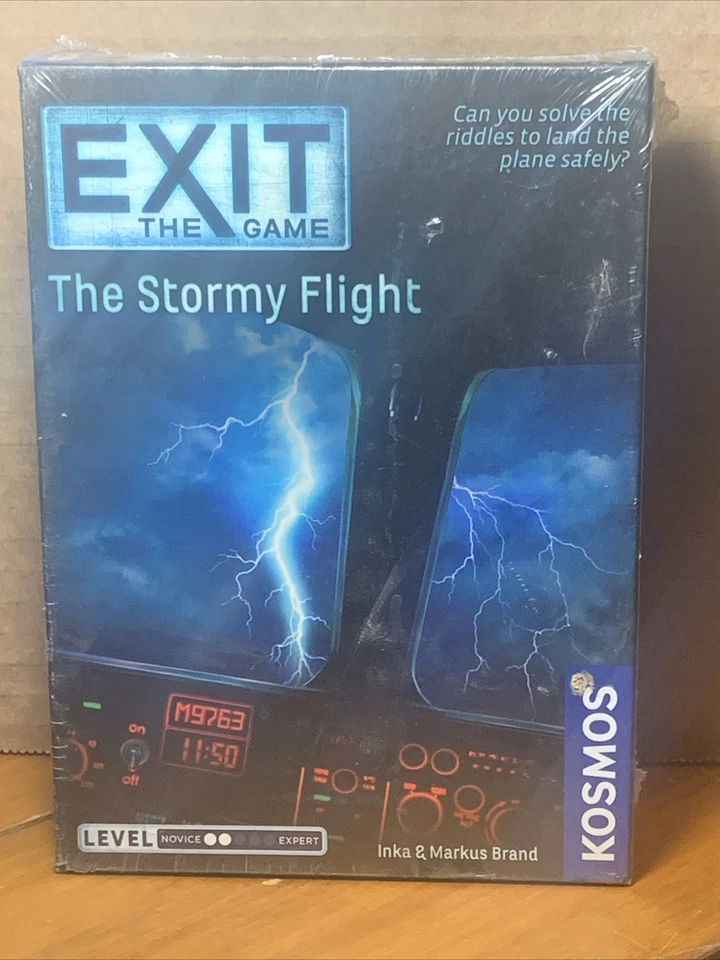 EXIT
THE GAME
Can you solve the
riddles to land the
plane safely?
The Stormy Flight
M9763
11:50
on
off
LEVEL NOVICE EXPERT
Inka & Markus Brand
KOSMOS